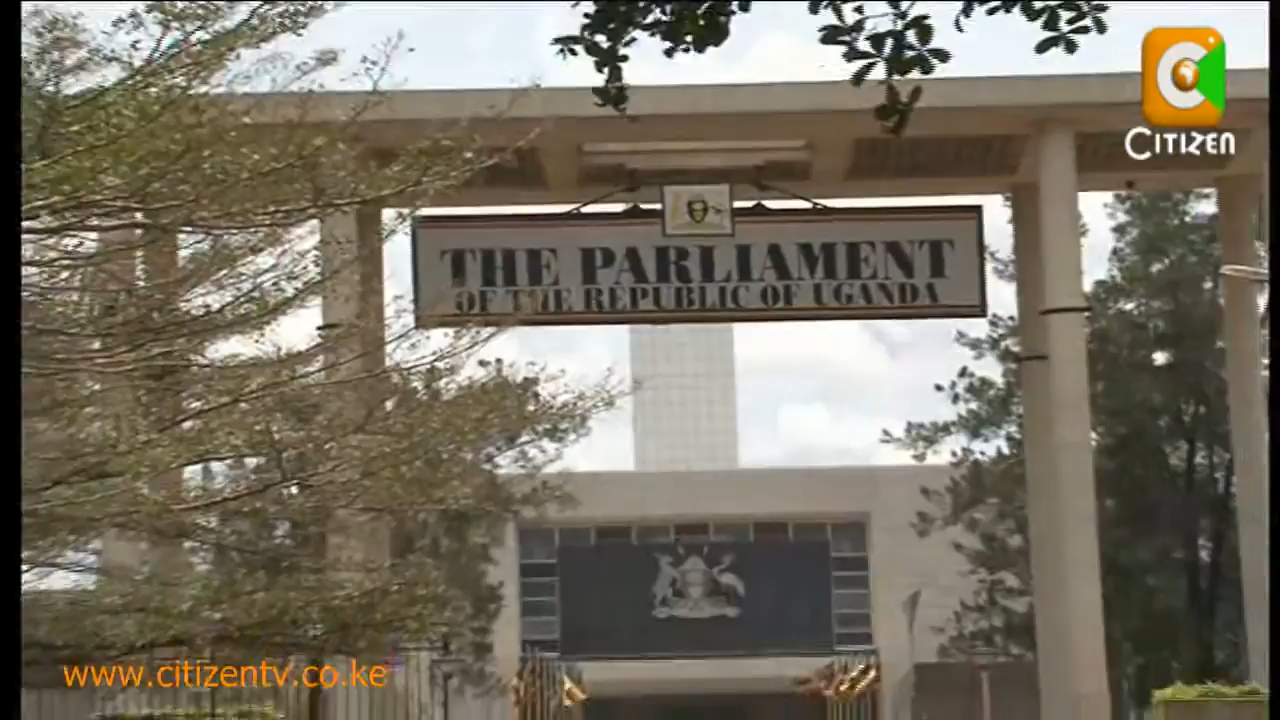 CITIZEN
THE PARLIAMENT
OF THE REPUBLIC OF UGANDA
www.citizentv.co.ke